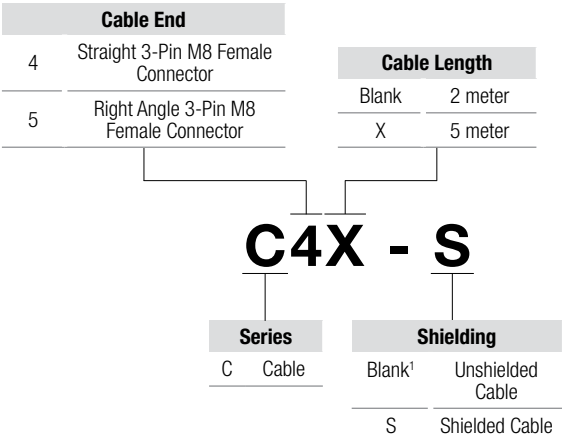 Cable End
4 Straight 3-Pin M8 Female
Connector
5 Right Angle 3-Pin M8
Female Connector
Cable Length
Blank 2 meter
X 5 meter
C4X - S
Series
C Cable
Shielding
Blank¹ Unshielded
Cable
S Shielded Cable